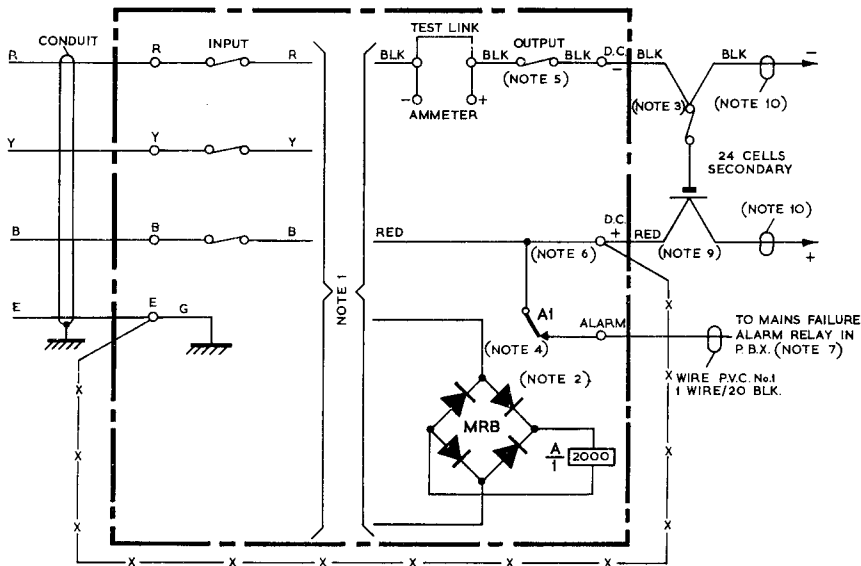 CONDUIT
INPUT
TEST LINK
OUTPUT
R
R
R
BLK
BLK
BLK
D.C.
−
BLK
BLK
−
(NOTE 5)
− +
AMMETER
(NOTE 3)
(NOTE 10)
Y
Y
Y
24 CELLS
SECONDARY
B
B
B
RED
D.C.
+
RED
(NOTE 6)
(NOTE 9)
(NOTE 10)
+
NOTE 1
E
E
G
A1
ALARM
(NOTE 4)
TO MAINS FAILURE
ALARM RELAY IN
P.B.X. (NOTE 7)
(NOTE 2)
WIRE P.V.C. No.1
1 WIRE/20 BLK.
MRB
A
1
2000
X X X X X X X X X X X X X X